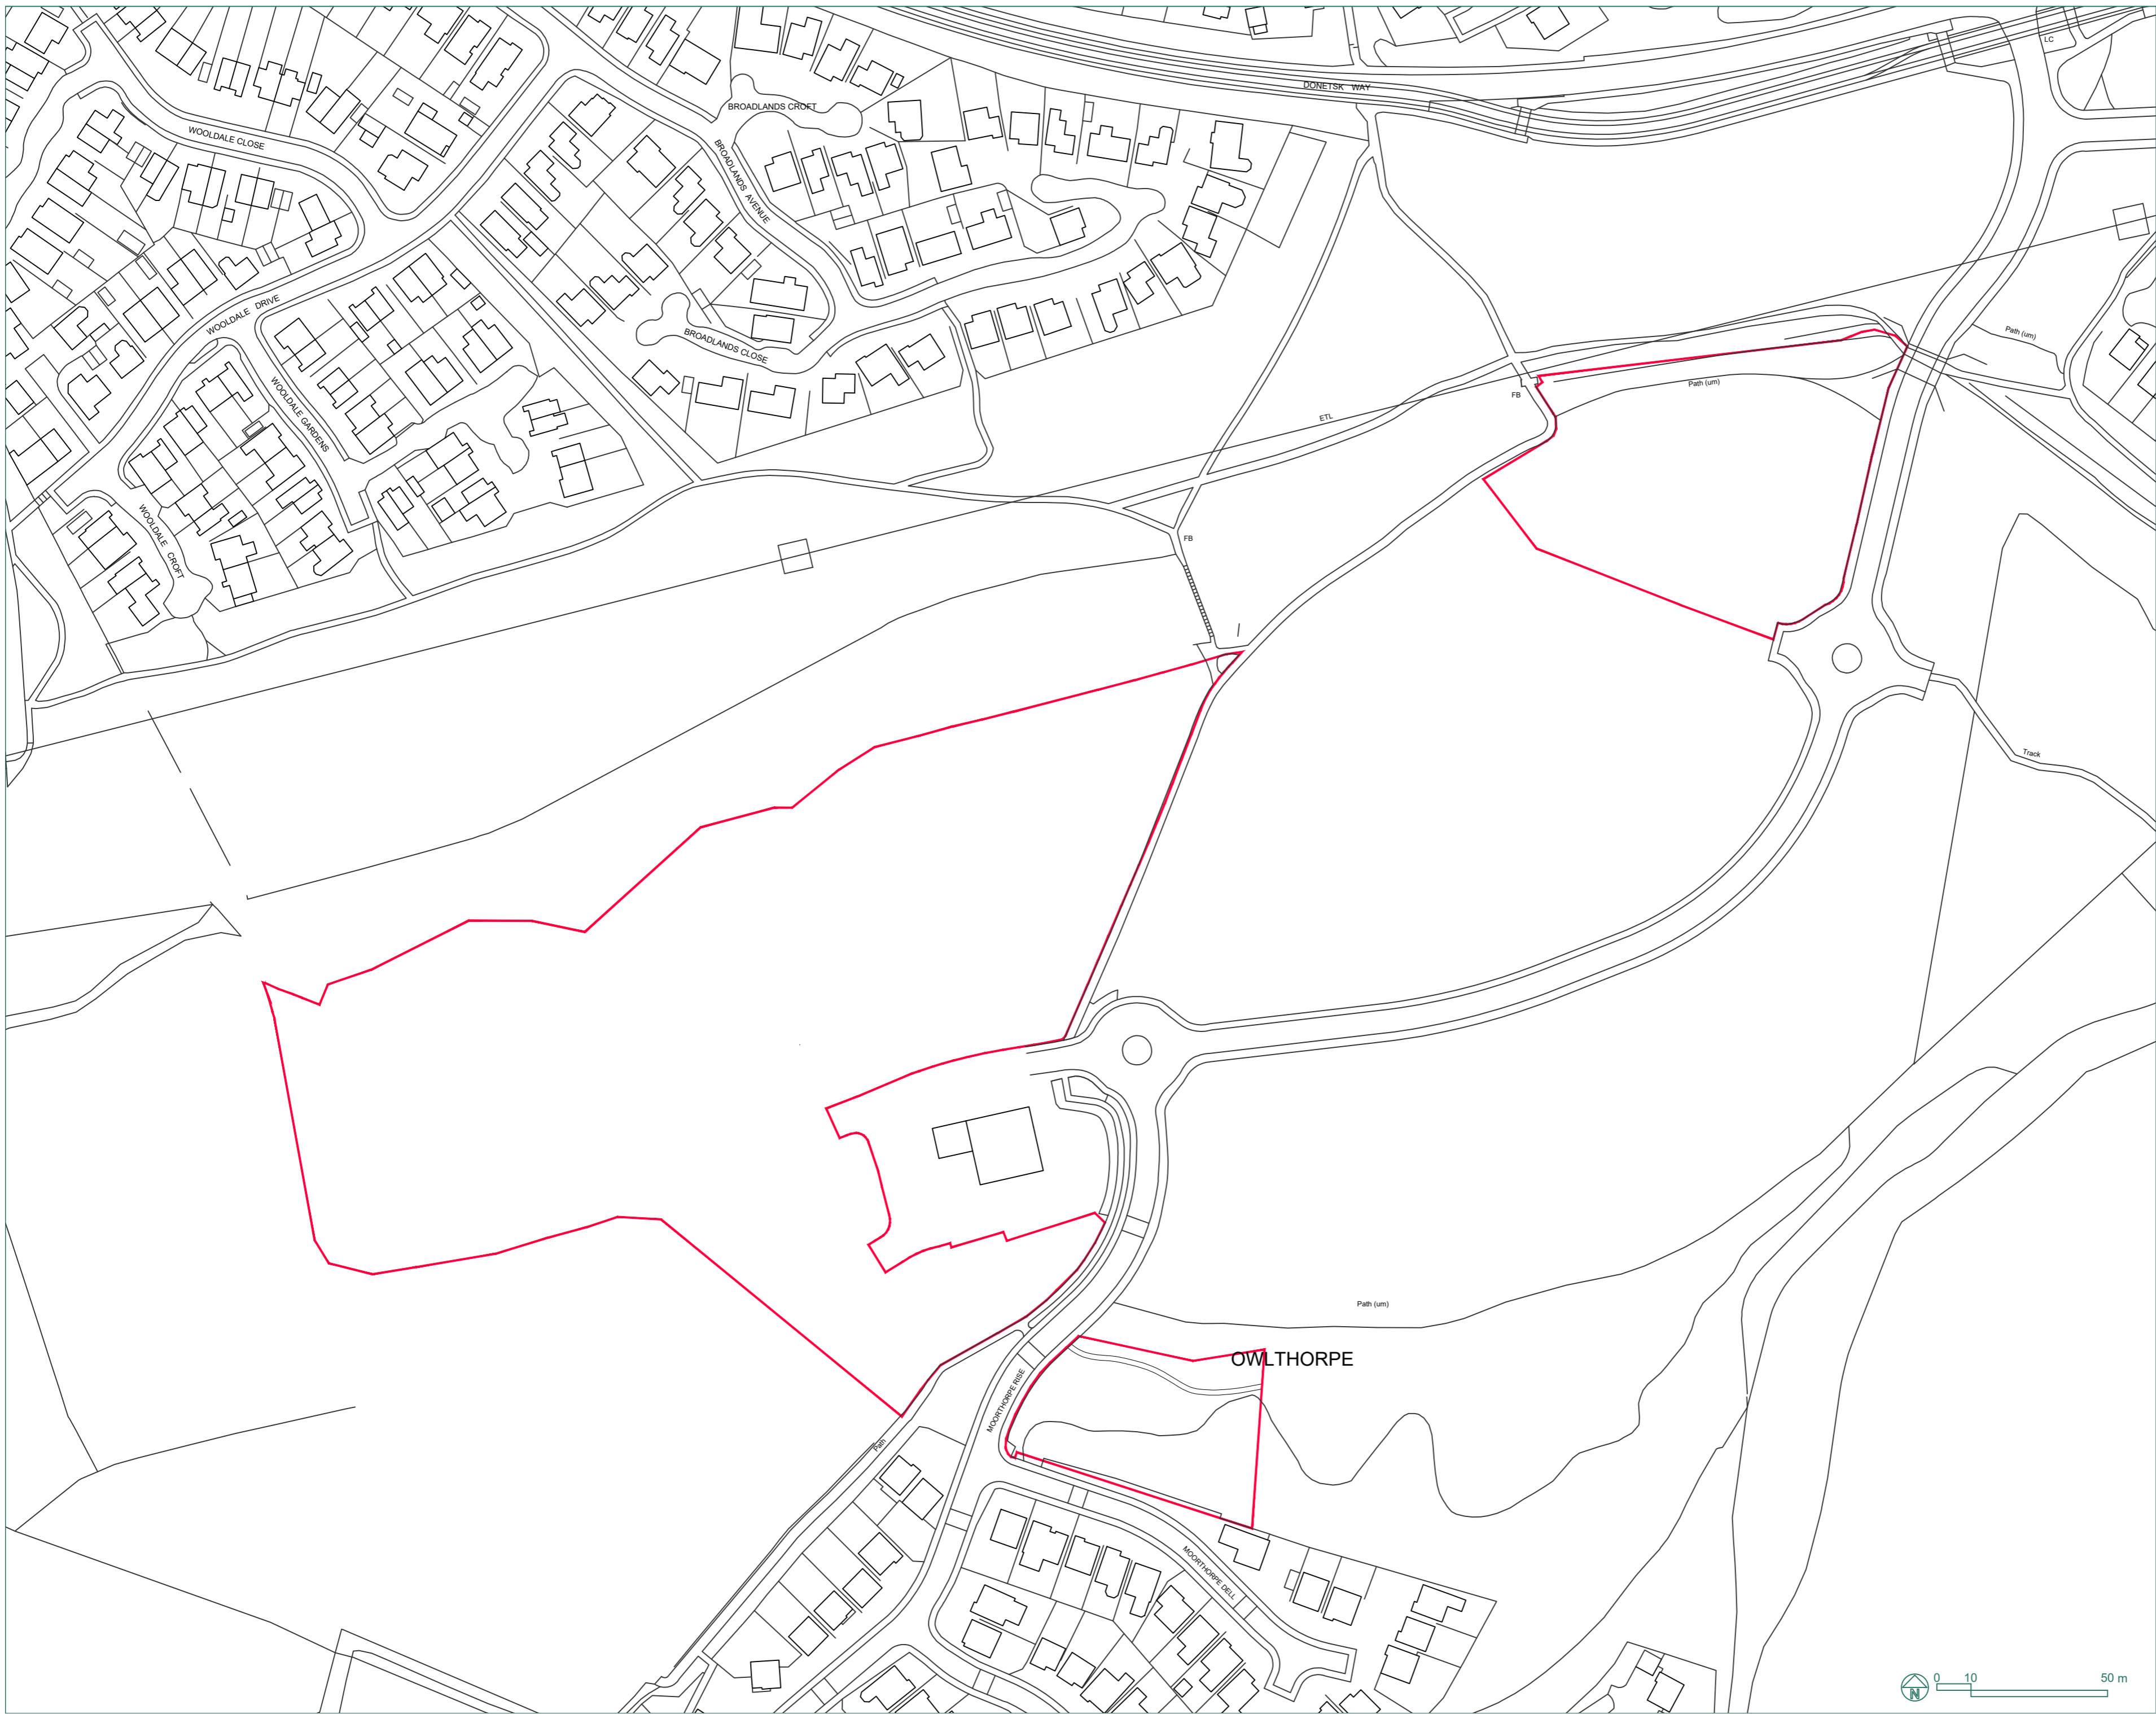 LC
DONETSK WAY
BROADLANDS CROFT
WOOLDALE CLOSE
BROADLANDS AVENUE
WOOLDALE DRIVE
BROADLANDS CLOSE
Path (um)
Path (um)
FB
WOOLDALE GARDENS
ETL
WOOLDALE CROFT
FB
Track
Path (um)
OWLTHORPE
MOORTHORPE RISE
Path
MOORTHORPE DELL
N
0 10 50 m